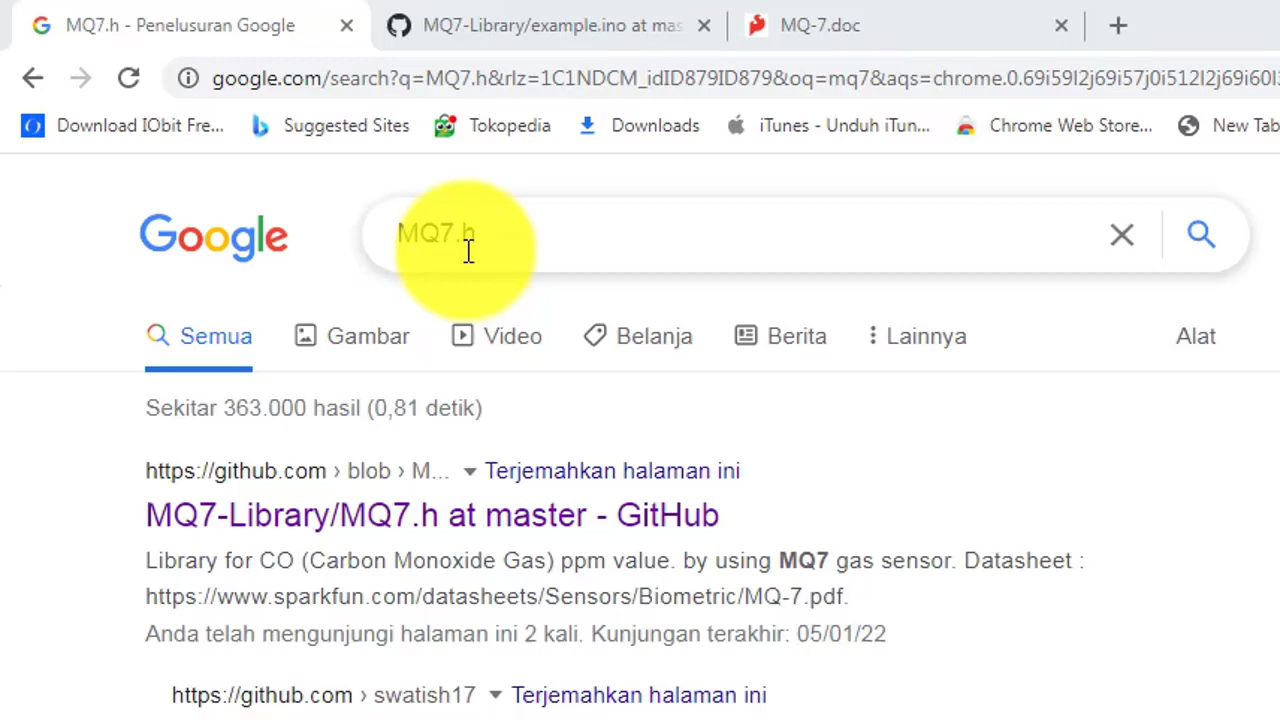 MQ7.h - Penelusuran Google
MQ7-Library/example.ino at mas
MQ-7.doc
google.com/search?q=MQ7.h&rlz=1C1NDCM_idID879ID879&oq=mq7&aqs=chrome.0.69i59l2j69i57j0i512l2j69i60l
Download IObit Fre... Suggested Sites Tokopedia Downloads iTunes - Unduh iTun... Chrome Web Store... New Tab
Google
MQ7.h
Semua Gambar Video Belanja Berita Lainnya Alat
Sekitar 363.000 hasil (0,81 detik)
https://github.com › blob › M... Terjemahkan halaman ini
MQ7-Library/MQ7.h at master - GitHub
Library for CO (Carbon Monoxide Gas) ppm value. by using MQ7 gas sensor. Datasheet :
https://www.sparkfun.com/datasheets/Sensors/Biometric/MQ-7.pdf.
Anda telah mengunjungi halaman ini 2 kali. Kunjungan terakhir: 05/01/22
https://github.com › swatish17 Terjemahkan halaman ini